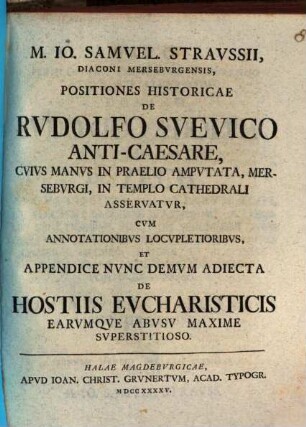 M. IO. SAMVEL. STRAVSSII,
DIACONI MERSEBVRGENSIS,
POSITIONES HISTORICAE
DE
RVDOLFO SVEVICO
ANTI-CAESARE,
CVIVS MANVS IN PRAELIO AMPVTATA, MER-
SEBVRGI, IN TEMPLO CATHEDRALI
ASSERVATVR,
CVM
ANNOTATIONIBVS LOCVPLETIORIBVS,
ET
APPENDICE NVNC DEMVM ADIECTA
DE
HOSTIIS EVCHARISTICIS
EARVMQVE ABVSV MAXIME
SVPERSTITIOSO.
HALAE MAGDEBVRGICAE,
APVD IOAN. CHRIST. GRVNERTVM, ACAD. TYPOGR.
MDCCXXXXV.